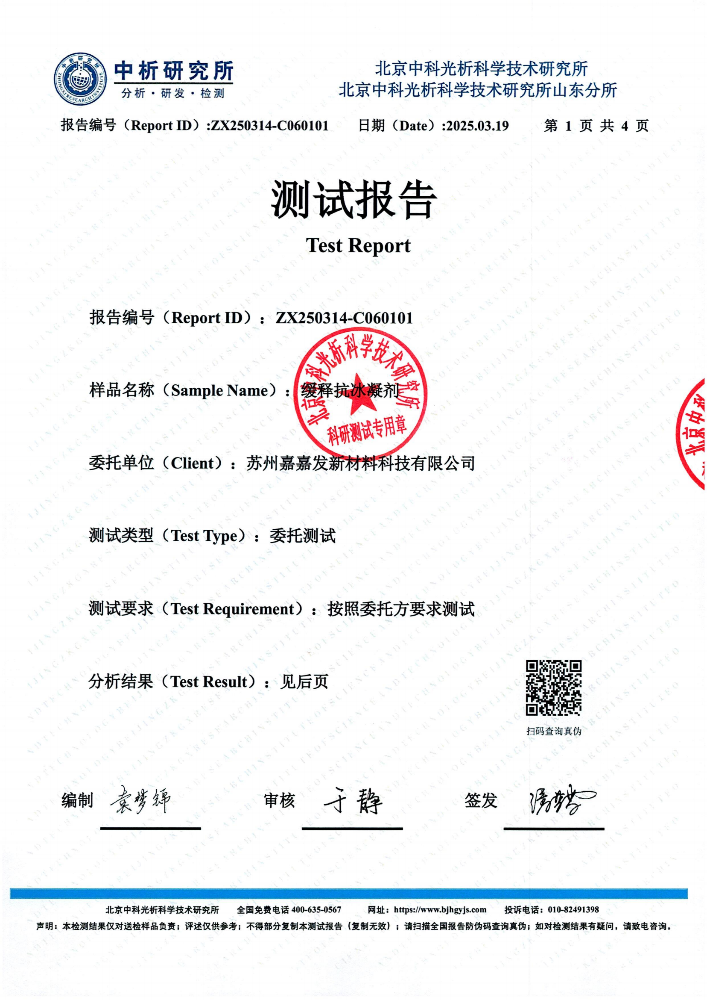 中析研究所
分析·研发·检测
北京中科光析科学技术研究所
北京中科光析科学技术研究所山东分所
报告编号（Report ID）:ZX250314-C060101 日期（Date）:2025.03.19 第 1 页 共 4 页
测试报告
Test Report
报告编号（Report ID）：ZX250314-C060101
样品名称（Sample Name）：缓释抗冰凝剂
北京中科光析科学技术研究所
科研测试专用章
委托单位（Client）：苏州嘉嘉发新材料科技有限公司
北京中科
测试类型（Test Type）：委托测试
测试要求（Test Requirement）：按照委托方要求测试
分析结果（Test Result）：见后页
扫码查询真伪
编制 袁梦锦 审核 于静 签发
北京中科光析科学技术研究所 全国免费电话 400-635-0567 网址：https://www.bjhgyjs.com 投诉电话：010-82491398
声明：本检测结果仅对送检样品负责；评述仅供参考；不得部分复制本测试报告（复制无效）；请扫描全国报告防伪码查询真伪；如对检测结果有疑问，请致电咨询。